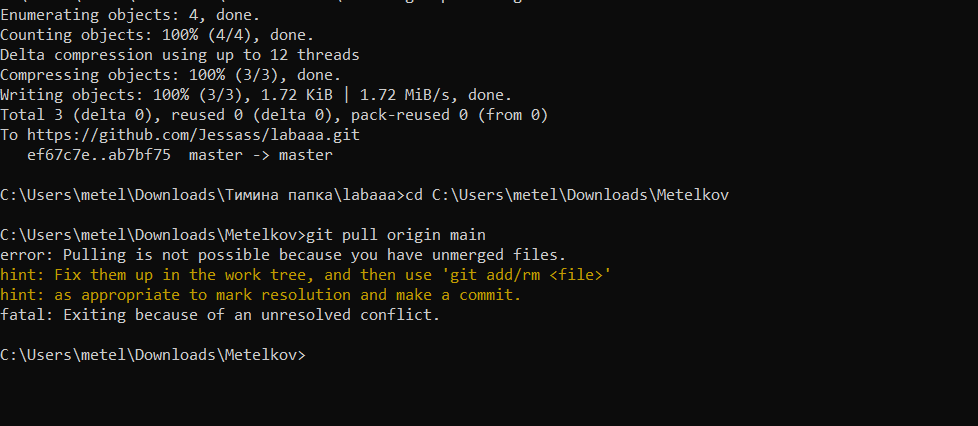 Enumerating objects: 4, done.
Counting objects: 100% (4/4), done.
Delta compression using up to 12 threads
Compressing objects: 100% (3/3), done.
Writing objects: 100% (3/3), 1.72 KiB | 1.72 MiB/s, done.
Total 3 (delta 0), reused 0 (delta 0), pack-reused 0 (from 0)
To https://github.com/Jessass/labaaa.git
   ef67c7e..ab7bf75  master -> master
C:\Users\metel\Downloads\Тимина папка\labaaa>cd C:\Users\metel\Downloads\Metelkov
C:\Users\metel\Downloads\Metelkov>git pull origin main
error: Pulling is not possible because you have unmerged files.
hint: Fix them up in the work tree, and then use 'git add/rm <file>'
hint: as appropriate to mark resolution and make a commit.
fatal: Exiting because of an unresolved conflict.
C:\Users\metel\Downloads\Metelkov>